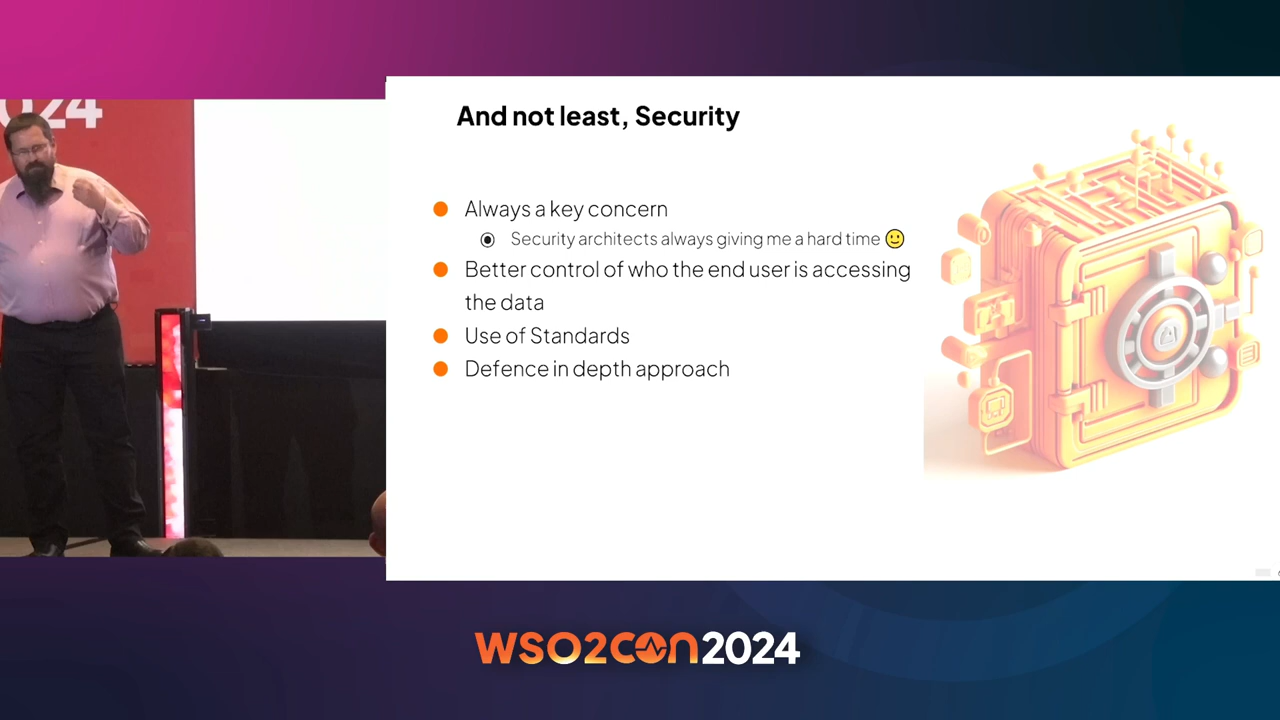 024
And not least, Security
Always a key concern
Security architects always giving me a hard time 🙂
Better control of who the end user is accessing
the data
Use of Standards
Defence in depth approach
WSO2CON2024